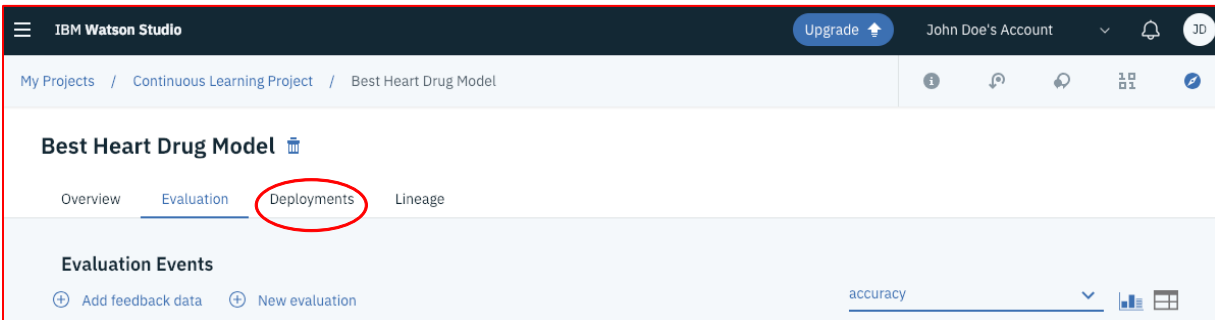 IBM Watson Studio Upgrade John Doe's Account JD
My Projects / Continuous Learning Project / Best Heart Drug Model
Best Heart Drug Model
Overview Evaluation Deployments Lineage
Evaluation Events
Add feedback data New evaluation accuracy